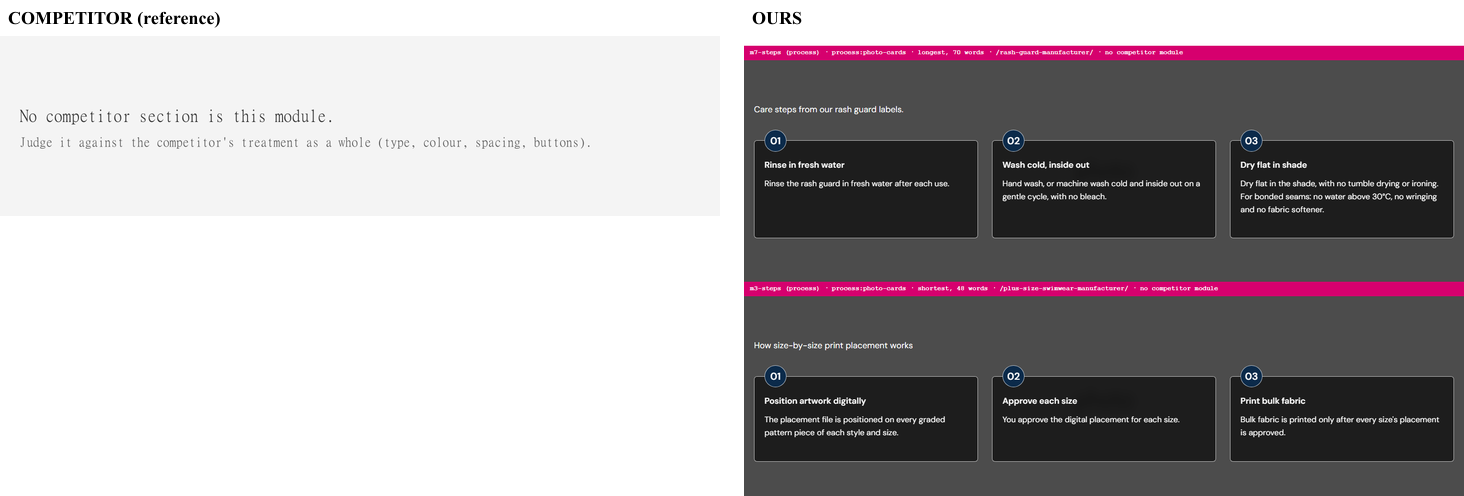 COMPETITOR (reference)
No competitor section is this module.
Judge it against the competitor's treatment as a whole (type, colour, spacing, buttons).
OURS
m7-steps (process) · process:photo-cards · longest, 70 words · /rash-guard-manufacturer/ · no competitor module
Care steps from our rash guard labels.
01
Rinse in fresh water
Rinse the rash guard in fresh water after each use.
02
Wash cold, inside out
Hand wash, or machine wash cold and inside out on a
gentle cycle, with no bleach.
03
Dry flat in shade
Dry flat in the shade, with no tumble drying or ironing.
For bonded seams: no water above 30°C, no wringing
and no fabric softener.
m3-steps (process) · process:photo-cards · shortest, 48 words · /plus-size-swimwear-manufacturer/ · no competitor module
How size-by-size print placement works
01
Position artwork digitally
The placement file is positioned on every graded
pattern piece of each style and size.
02
Approve each size
You approve the digital placement for each size.
03
Print bulk fabric
Bulk fabric is printed only after every size's placement
is approved.